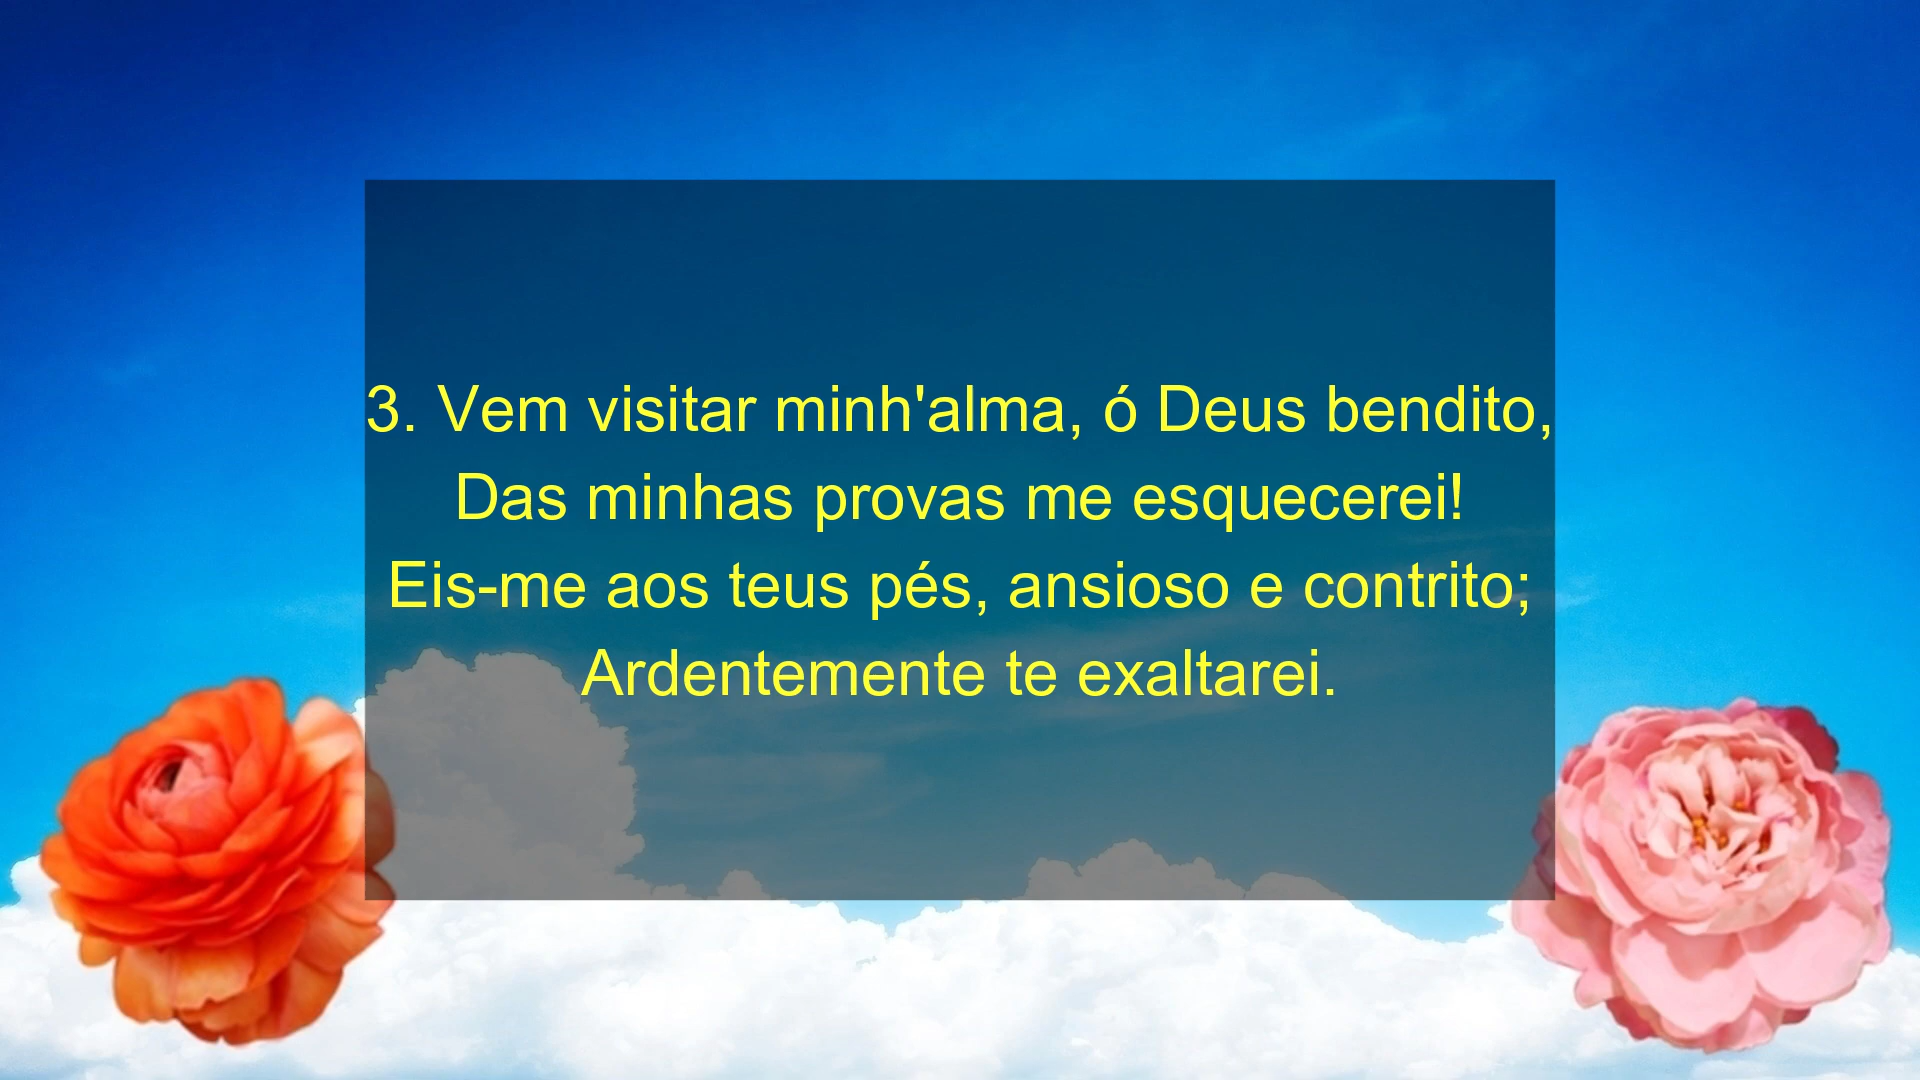 3. Vem visitar minh'alma, ó Deus bendito,
Das minhas provas me esquecerei!
Eis-me aos teus pés, ansioso e contrito;
Ardentemente te exaltarei.